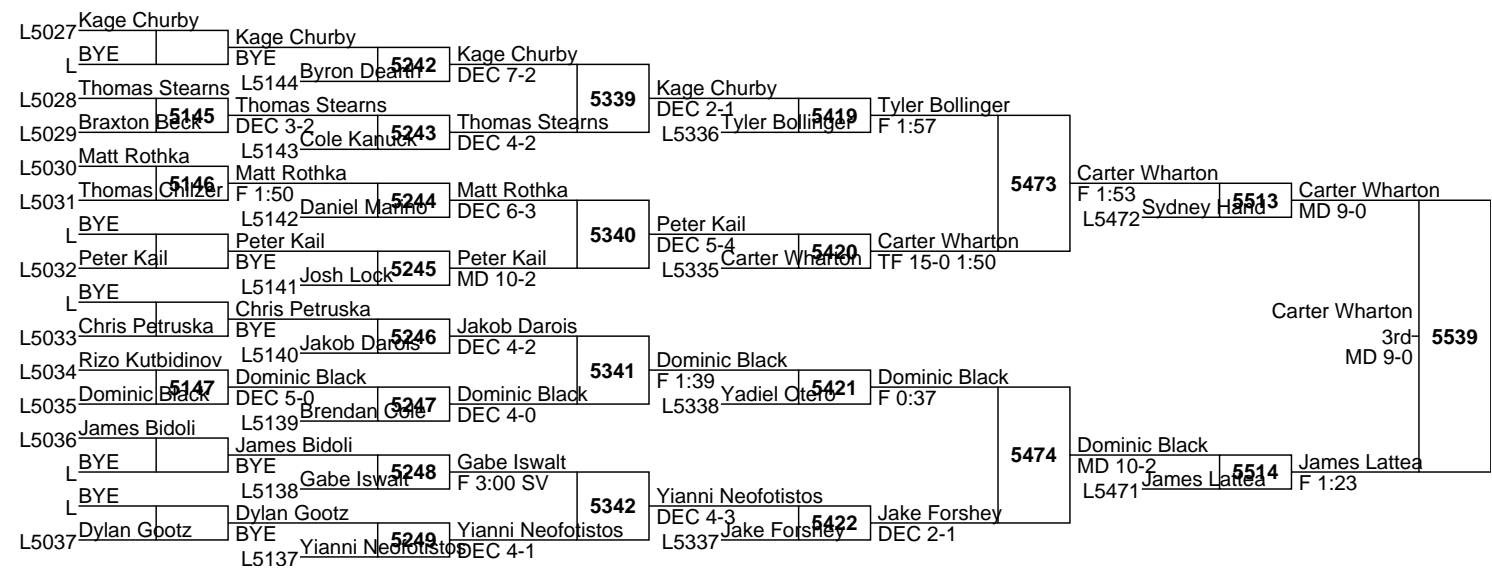 L5027 Kage Churby
L BYE
Kage Churby
BYE
L5144 Byron Dearth
5242
Kage Churby
DEC 7-2
L5028 Thomas Stearns
5145
L5029 Braxton Beck
Thomas Stearns
DEC 3-2
L5143 Cole Kanuck
5243
Thomas Stearns
DEC 4-2
5339
Kage Churby
DEC 2-1
L5336 Tyler Bollinger
5419
Tyler Bollinger
F 1:57
L5030 Matt Rothka
5146
L5031 Thomas Chilzer
Matt Rothka
F 1:50
L5142 Daniel Marino
5244
Matt Rothka
DEC 6-3
L BYE
L5032 Peter Kail
Peter Kail
BYE
L5141 Josh Lock
5245
Peter Kail
MD 10-2
5340
Peter Kail
DEC 5-4
L5335 Carter Wharton
5420
Carter Wharton
TF 15-0 1:50
5473
Carter Wharton
F 1:53
L5472 Sydney Hand
5513
Carter Wharton
MD 9-0
L BYE
L5033 Chris Petruska
Chris Petruska
BYE
L5140 Jakob Darois
5246
Jakob Darois
DEC 4-2
L5034 Rizo Kutbidinov
5147
L5035 Dominic Black
Dominic Black
DEC 5-0
L5139 Brendan Cole
5247
Dominic Black
DEC 4-0
5341
Dominic Black
F 1:39
L5338 Yadiel Otero
5421
Dominic Black
F 0:37
L5036 James Bidoli
L BYE
James Bidoli
BYE
L5138 Gabe Iswalt
5248
Gabe Iswalt
F 3:00 SV
L BYE
L5037 Dylan Gootz
Dylan Gootz
BYE
L5137 Yianni Neofotistos
5249
Yianni Neofotistos
DEC 4-1
5342
Yianni Neofotistos
DEC 4-3
L5337 Jake Forshey
5422
Jake Forshey
DEC 2-1
5474
Dominic Black
MD 10-2
L5471 James Lattea
5514
James Lattea
F 1:23
Carter Wharton
3rd
MD 9-0
5539